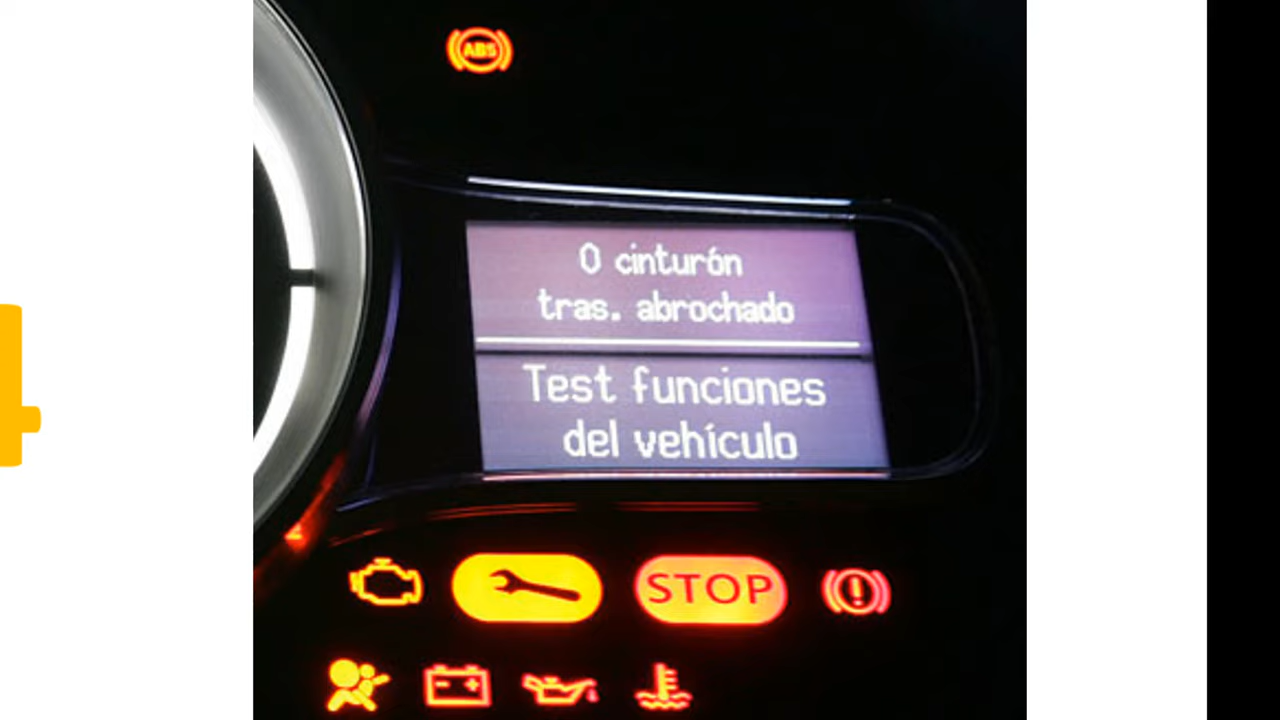 ABS
0 cinturón
tras. abrochado
Test funciones
del vehículo
STOP